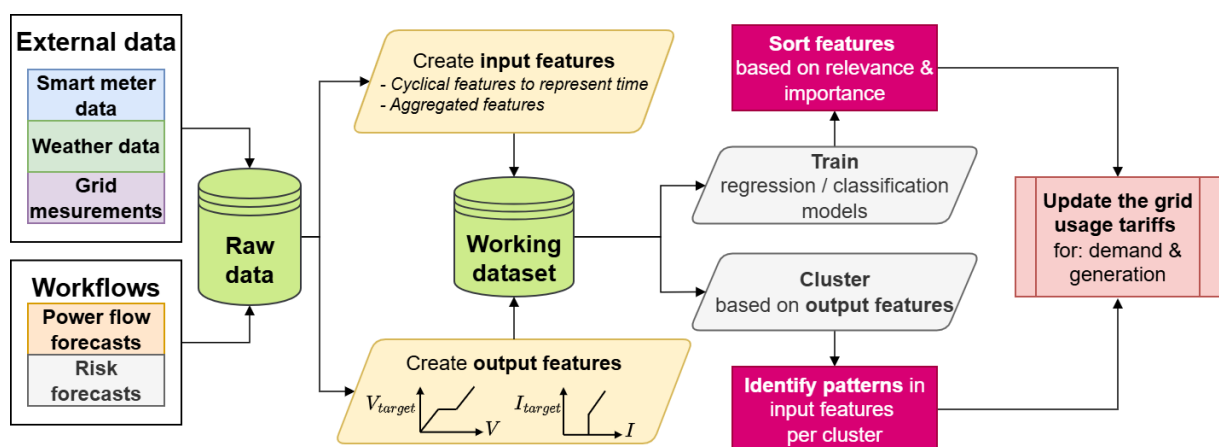 External data
Smart meter
data
Weather data
Grid
mesurements
Workflows
Power flow
forecasts
Risk
forecasts
Raw
data
Create input features
- Cyclical features to represent time
- Aggregated features
Working
dataset
Create output features
V_target
V
I_target
I
Sort features
based on relevance &
importance
Train
regression / classification
models
Cluster
based on output features
Identify patterns in
input features
per cluster
Update the grid
usage tariffs
for: demand &
generation